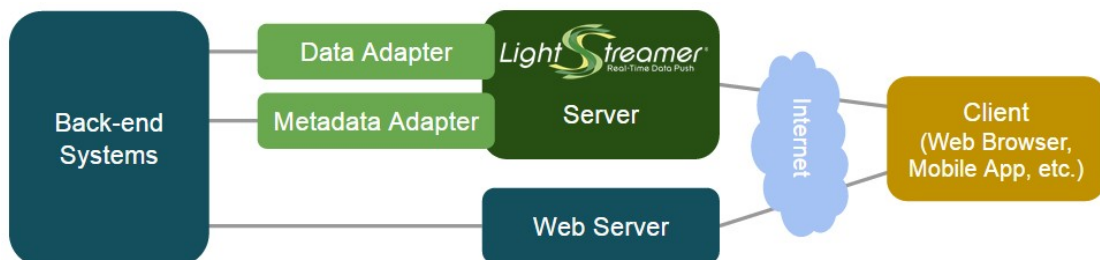 Back-end
Systems
Data Adapter
Metadata Adapter
LightStreamer®
Real-Time Data Push
Server
Web Server
Internet
Client
(Web Browser,
Mobile App, etc.)